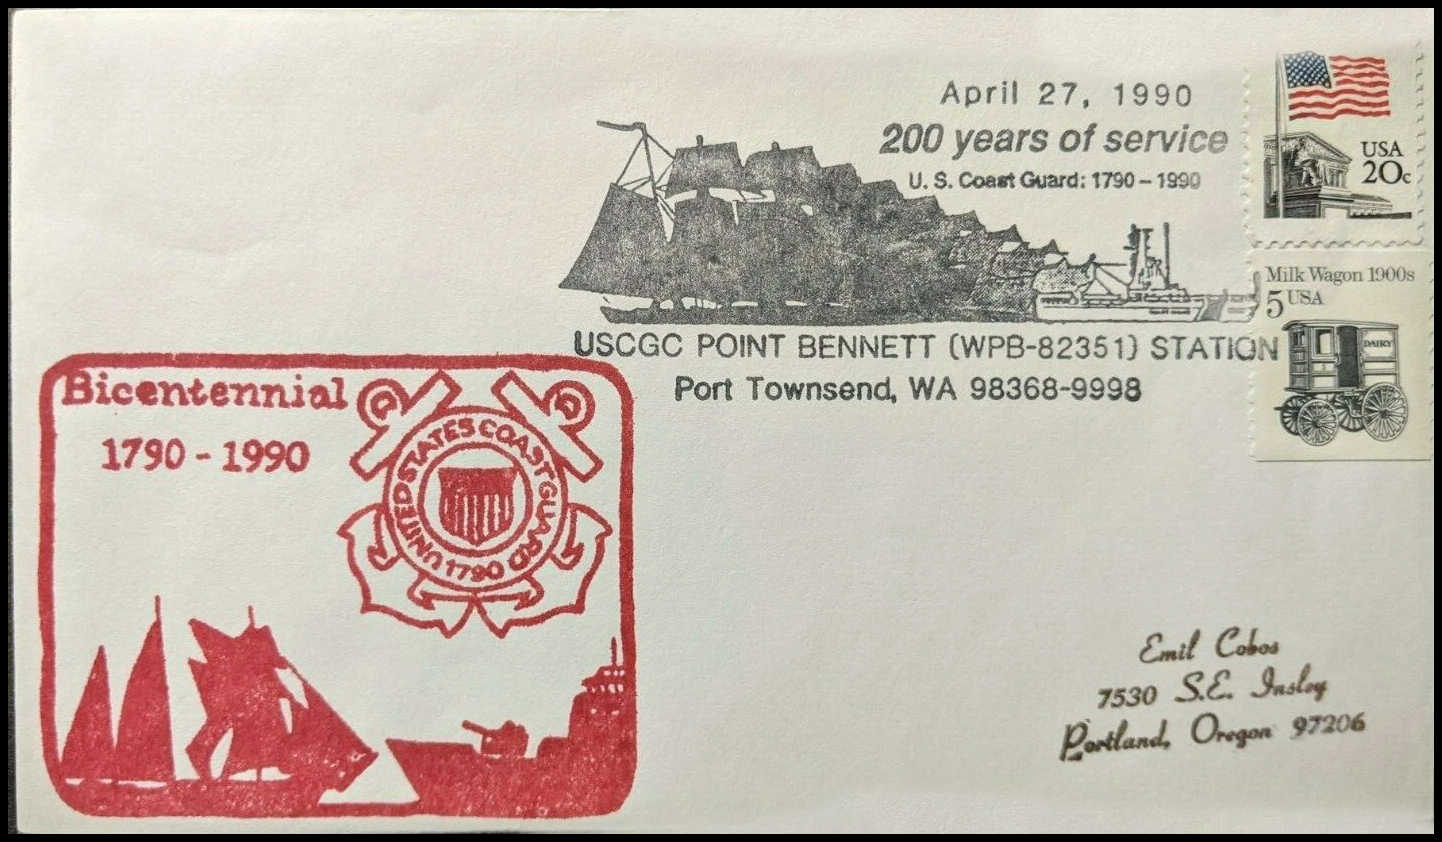 April 27, 1990
200 years of service
U. S. Coast Guard: 1790 – 1990
USCGC POINT BENNETT (WPB-82351) STATION
Port Townsend, WA 98368-9998
USA
20c
Milk Wagon 1900s
5 USA
DAIRY
Bicentennial
1790 - 1990
UNITED STATES COAST GUARD
1790
Emil Cobos
7530 S.E. Insley
Portland, Oregon 97206